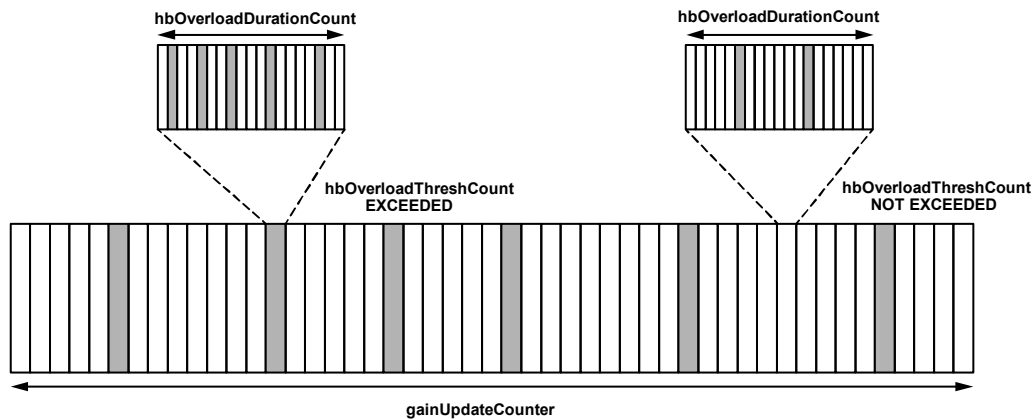 hbOverloadDurationCount
hbOverloadDurationCount
hbOverloadThreshCount
EXCEEDED
hbOverloadThreshCount
NOT EXCEEDED
gainUpdateCounter